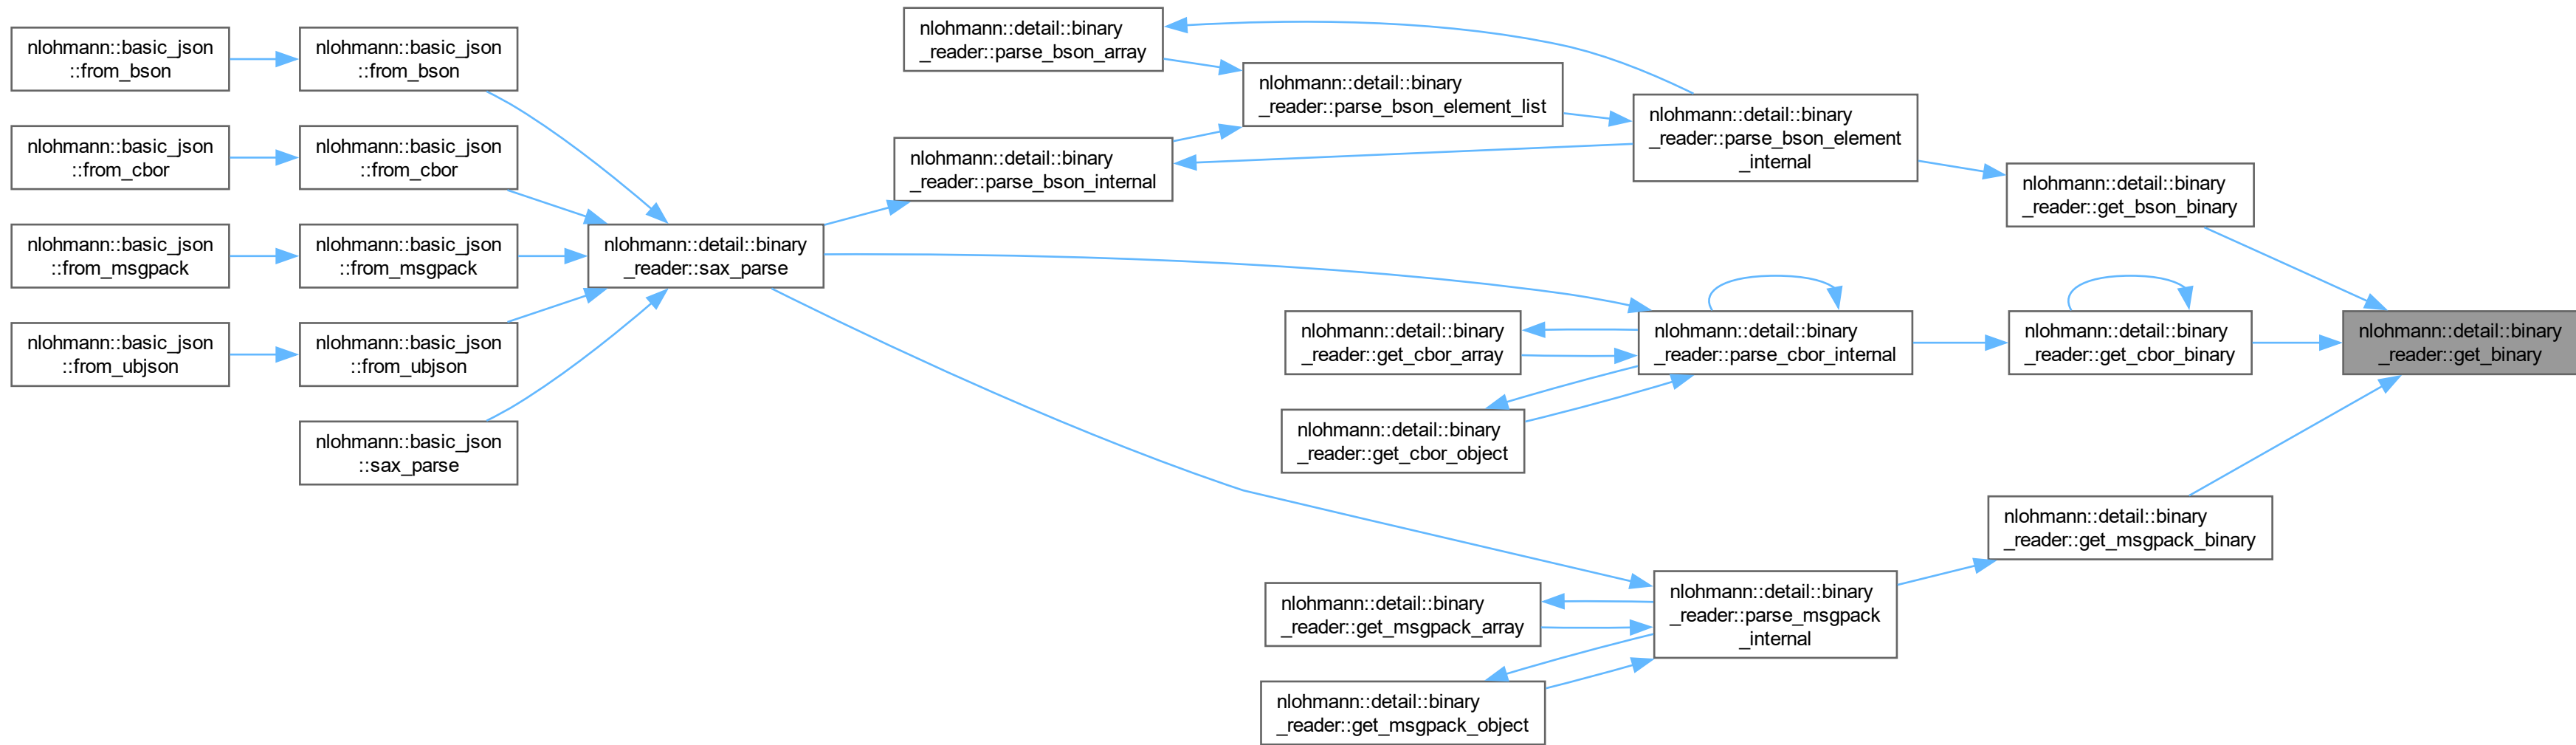 nlohmann::basic_json
::from_bson
nlohmann::basic_json
::from_cbor
nlohmann::basic_json
::from_msgpack
nlohmann::basic_json
::from_ubjson
nlohmann::basic_json
::from_bson
nlohmann::basic_json
::from_cbor
nlohmann::basic_json
::from_msgpack
nlohmann::basic_json
::from_ubjson
nlohmann::basic_json
::sax_parse
nlohmann::detail::binary
_reader::sax_parse
nlohmann::detail::binary
_reader::parse_bson_array
nlohmann::detail::binary
_reader::parse_bson_internal
nlohmann::detail::binary
_reader::parse_bson_element_list
nlohmann::detail::binary
_reader::get_cbor_array
nlohmann::detail::binary
_reader::get_cbor_object
nlohmann::detail::binary
_reader::get_msgpack_array
nlohmann::detail::binary
_reader::get_msgpack_object
nlohmann::detail::binary
_reader::parse_bson_element
_internal
nlohmann::detail::binary
_reader::parse_cbor_internal
nlohmann::detail::binary
_reader::parse_msgpack
_internal
nlohmann::detail::binary
_reader::get_bson_binary
nlohmann::detail::binary
_reader::get_cbor_binary
nlohmann::detail::binary
_reader::get_msgpack_binary
nlohmann::detail::binary
_reader::get_binary